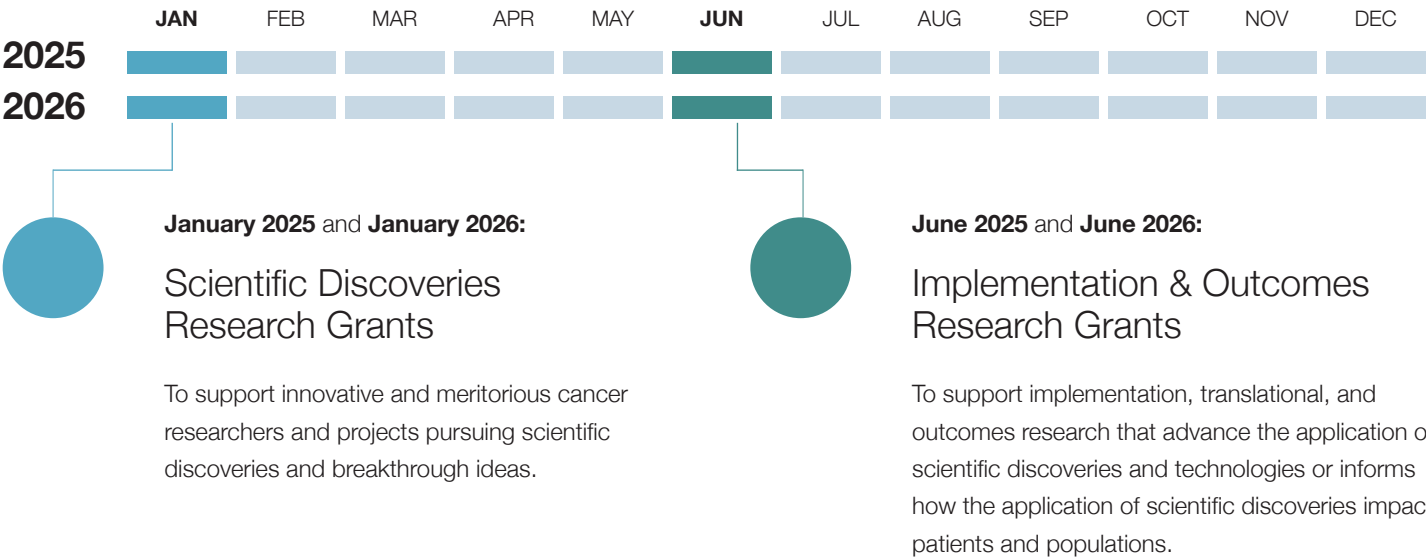 JAN FEB MAR APR MAY JUN JUL AUG SEP OCT NOV DEC
2025
2026
January 2025 and January 2026:
Scientific Discoveries
Research Grants
To support innovative and meritorious cancer
researchers and projects pursuing scientific
discoveries and breakthrough ideas.
June 2025 and June 2026:
Implementation & Outcomes
Research Grants
To support implementation, translational, and
outcomes research that advance the application o
scientific discoveries and technologies or informs
how the application of scientific discoveries impac
patients and populations.